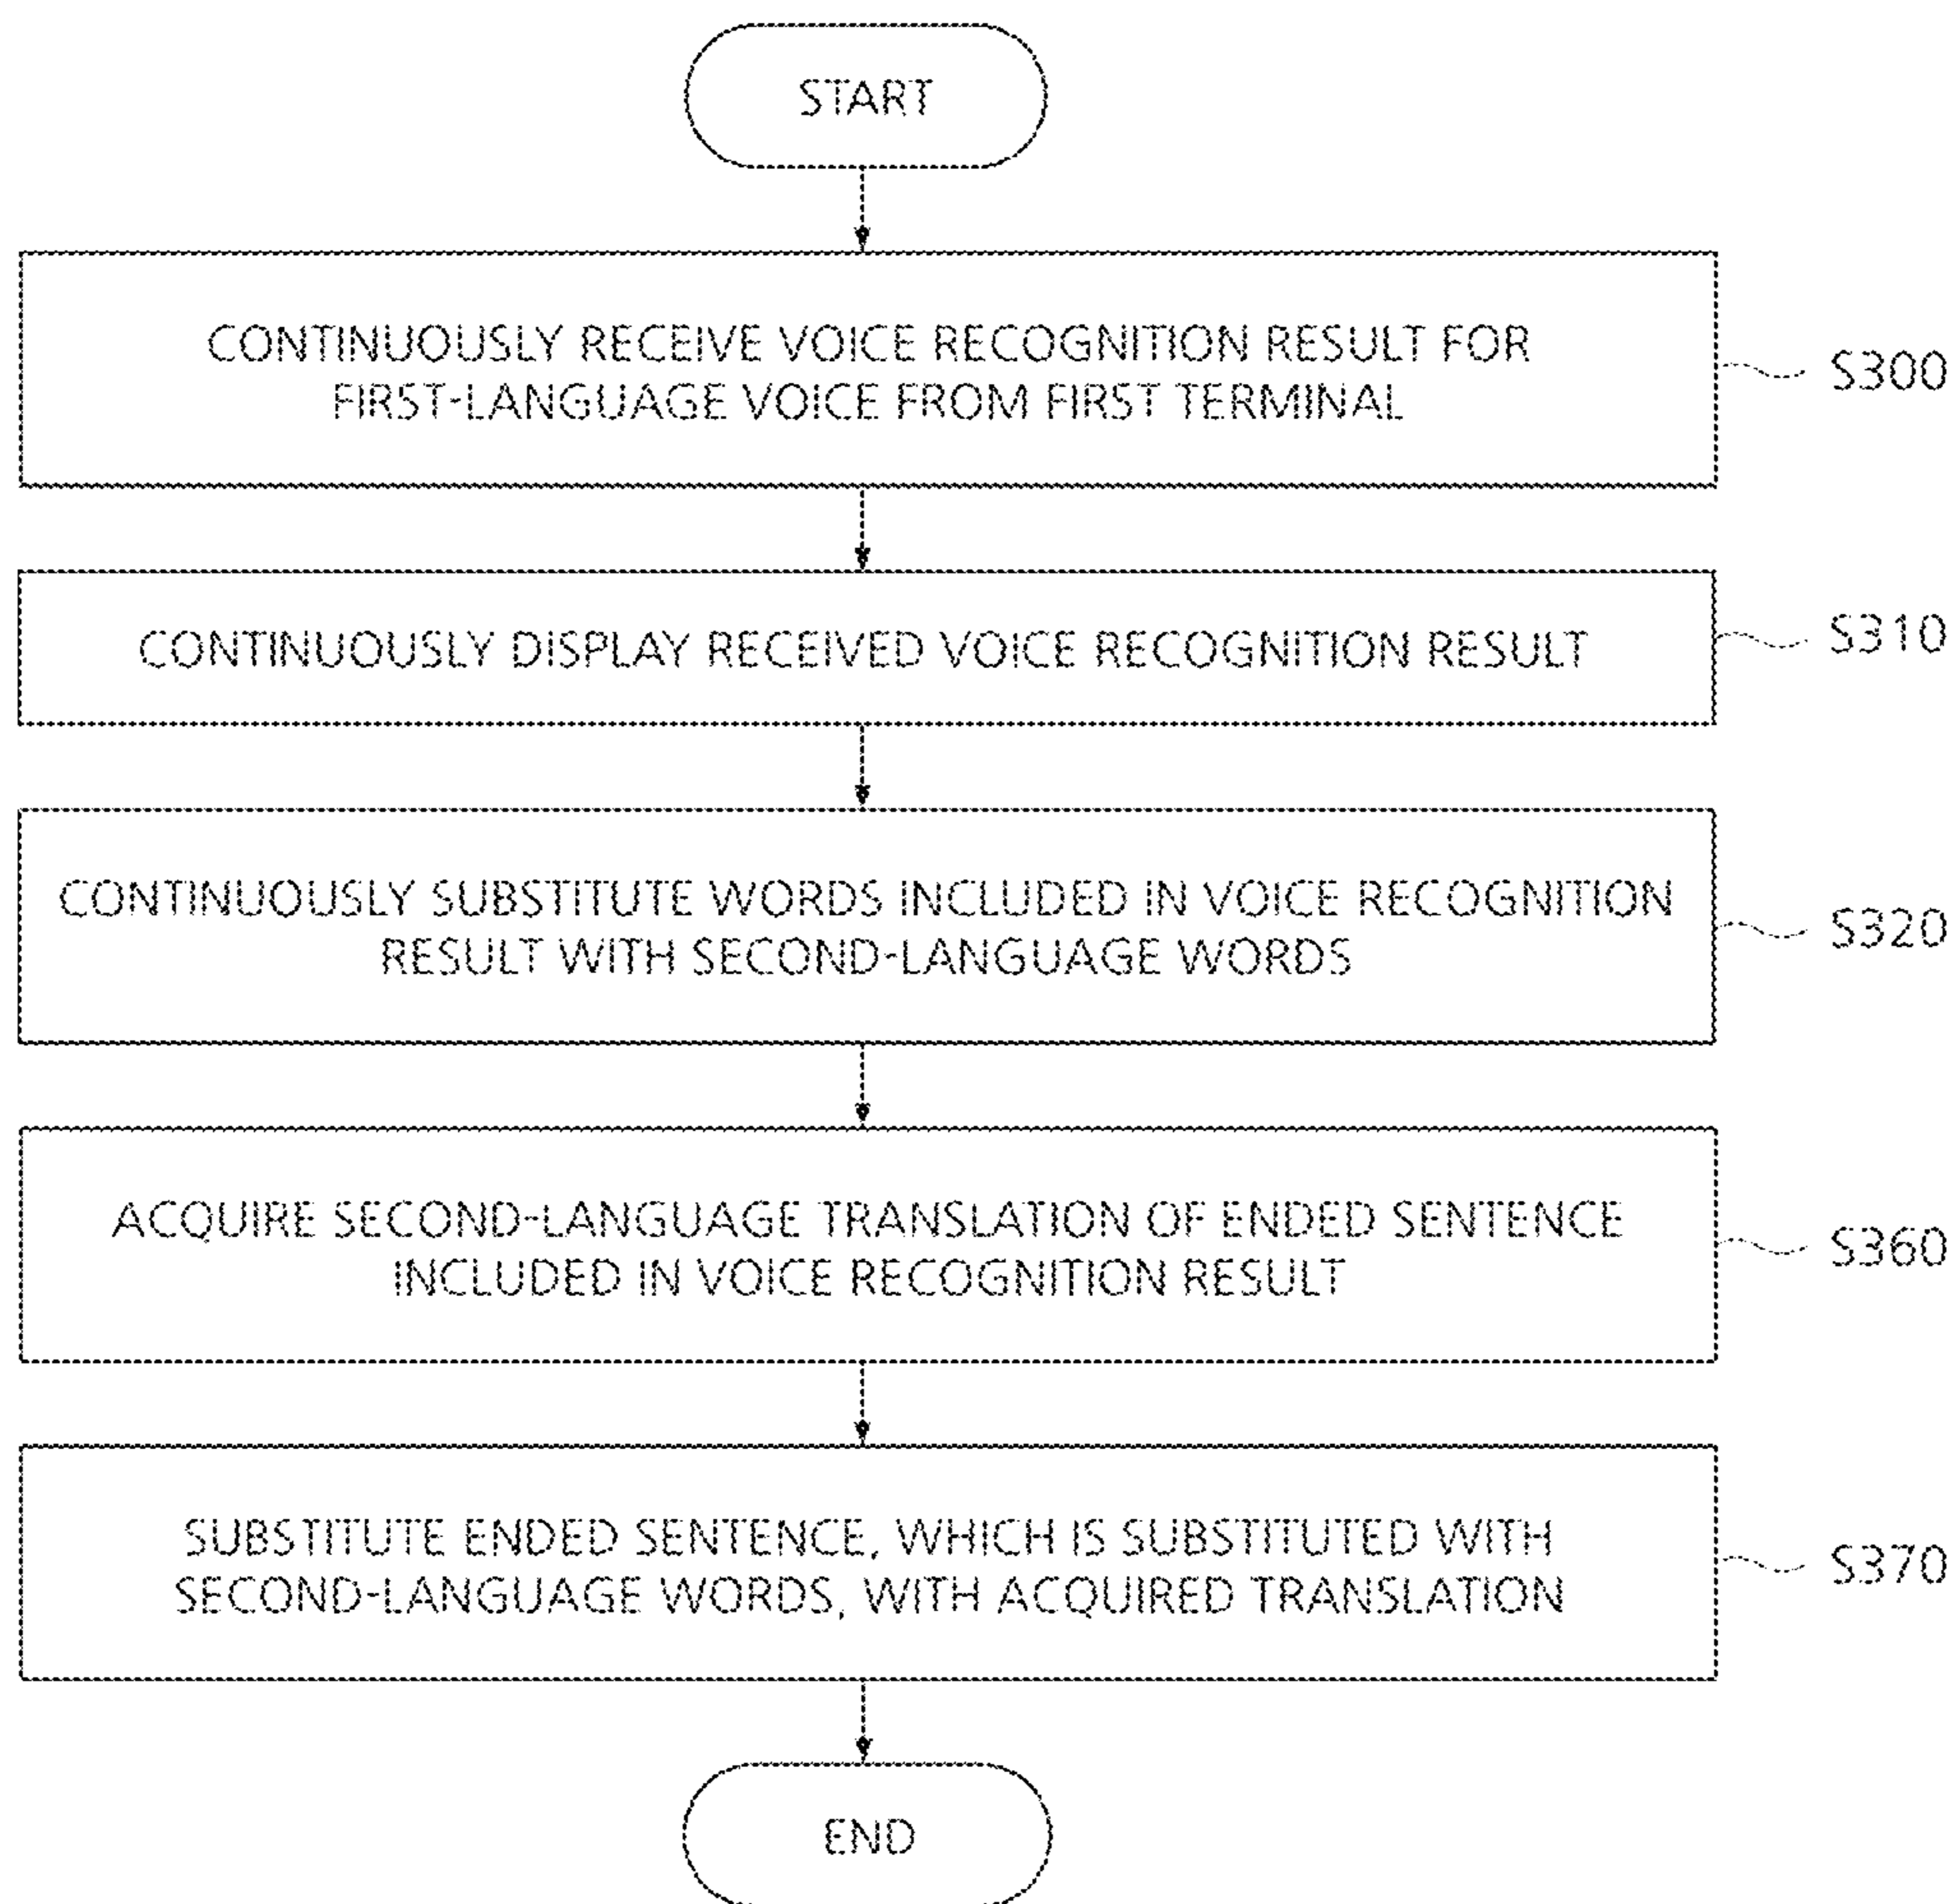 START
CONTINUOUSLY RECEIVE VOICE RECOGNITION RESULT FOR
FIRST-LANGUAGE VOICE FROM FIRST TERMINAL
S300
CONTINUOUSLY DISPLAY RECEIVED VOICE RECOGNITION RESULT
S310
CONTINUOUSLY SUBSTITUTE WORDS INCLUDED IN VOICE RECOGNITION
RESULT WITH SECOND-LANGUAGE WORDS
S320
ACQUIRE SECOND-LANGUAGE TRANSLATION OF ENDED SENTENCE
INCLUDED IN VOICE RECOGNITION RESULT
S360
SUBSTITUTE ENDED SENTENCE, WHICH IS SUBSTITUTED WITH
SECOND-LANGUAGE WORDS, WITH ACQUIRED TRANSLATION
S370
END